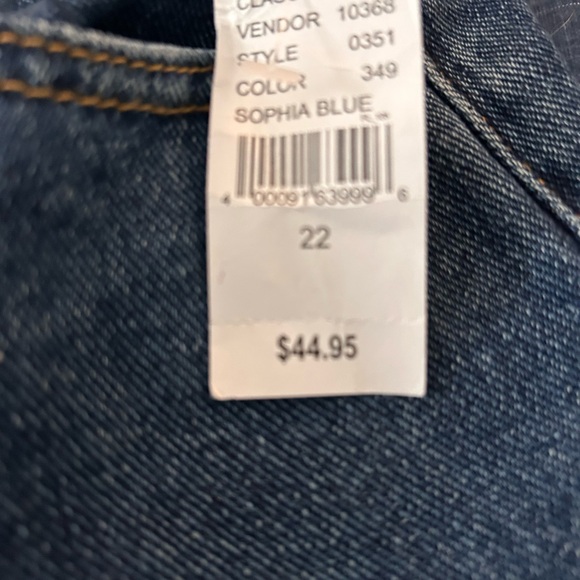 VENDOR 10368
STYLE 0351
COLOR 349
SOPHIA BLUE
4 00091 63999 6
22
$44.95